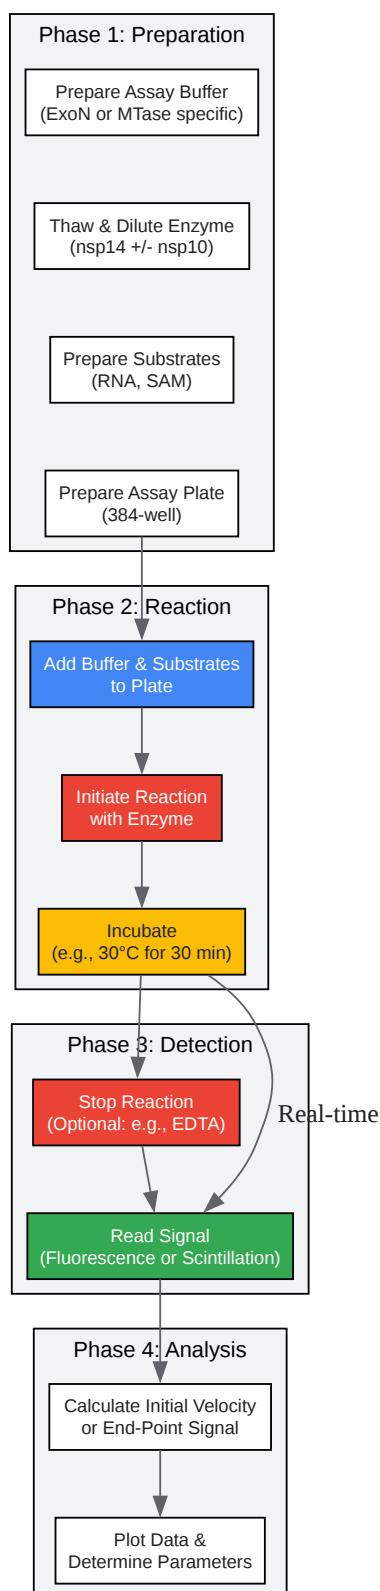 Phase 1: Preparation
Prepare Assay Buffer
(ExoN or MTase specific)
Thaw & Dilute Enzyme
(nsp14 +/- nsp10)
Prepare Substrates
(RNA, SAM)
Prepare Assay Plate
(384-well)
Phase 2: Reaction
Add Buffer & Substrates
to Plate
Initiate Reaction
with Enzyme
Incubate
(e.g., 30°C for 30 min)
Phase 3: Detection
Stop Reaction
(Optional: e.g., EDTA)
Real-time
Read Signal
(Fluorescence or Scintillation)
Phase 4: Analysis
Calculate Initial Velocity
or End-Point Signal
Plot Data &
Determine Parameters